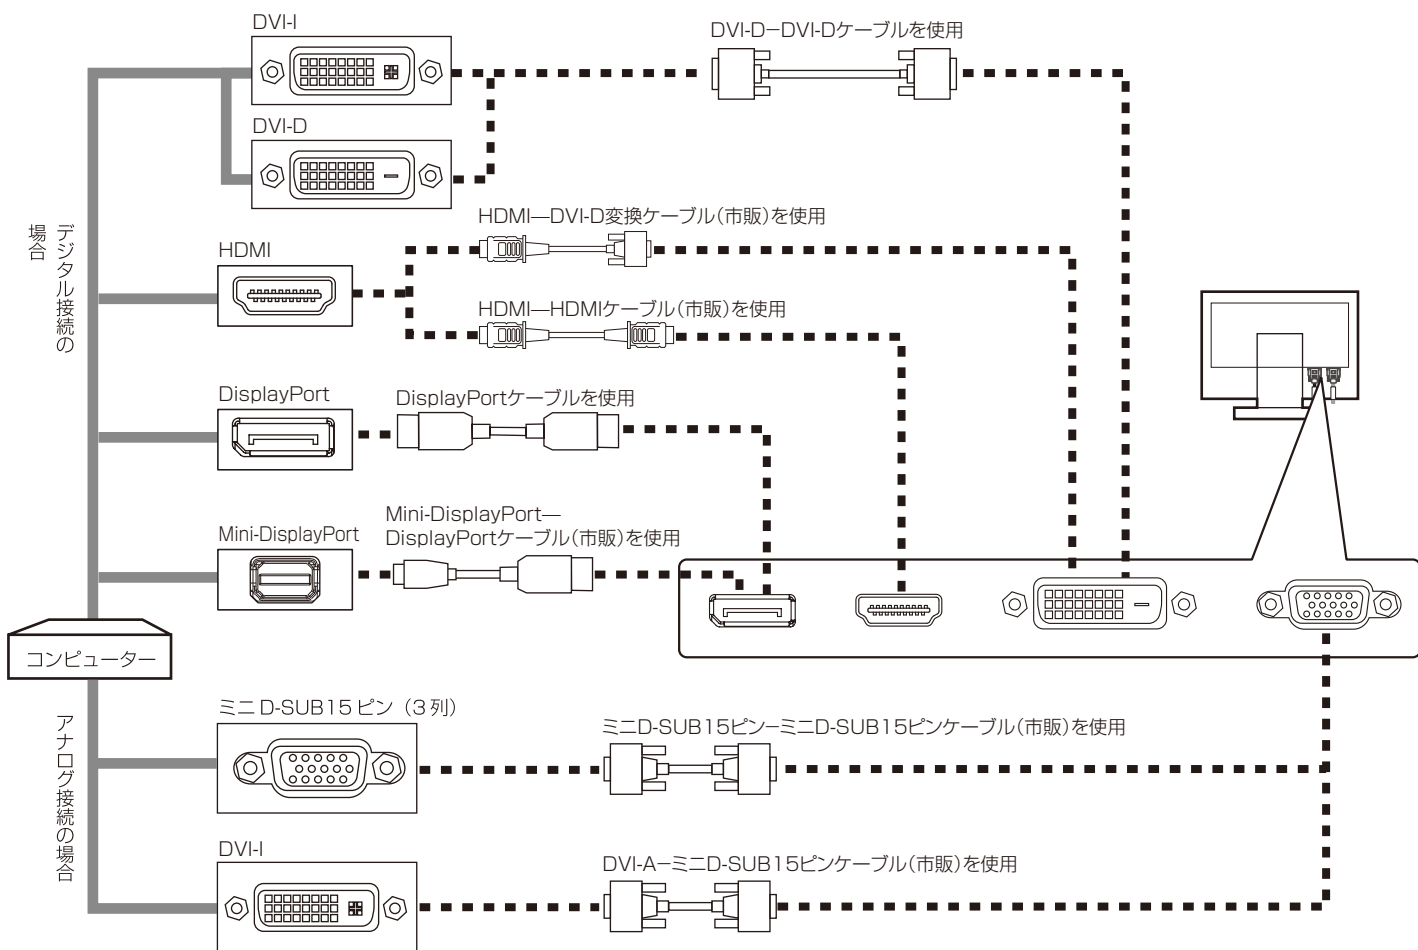 DVI-I
DVI-D−DVI-Dケーブルを使用
DVI-D
デジタル接続の
場合
HDMI
HDMI―DVI-D変換ケーブル(市販)を使用
HDMI―HDMIケーブル(市販)を使用
DisplayPort
DisplayPortケーブルを使用
Mini-DisplayPort
Mini-DisplayPort―
DisplayPortケーブル(市販)を使用
コンピューター
アナログ接続の場合
ミニ D-SUB15 ピン（3 列）
ミニD-SUB15ピン−ミニD-SUB15ピンケーブル(市販)を使用
DVI-I
DVI-A−ミニD-SUB15ピンケーブル(市販)を使用